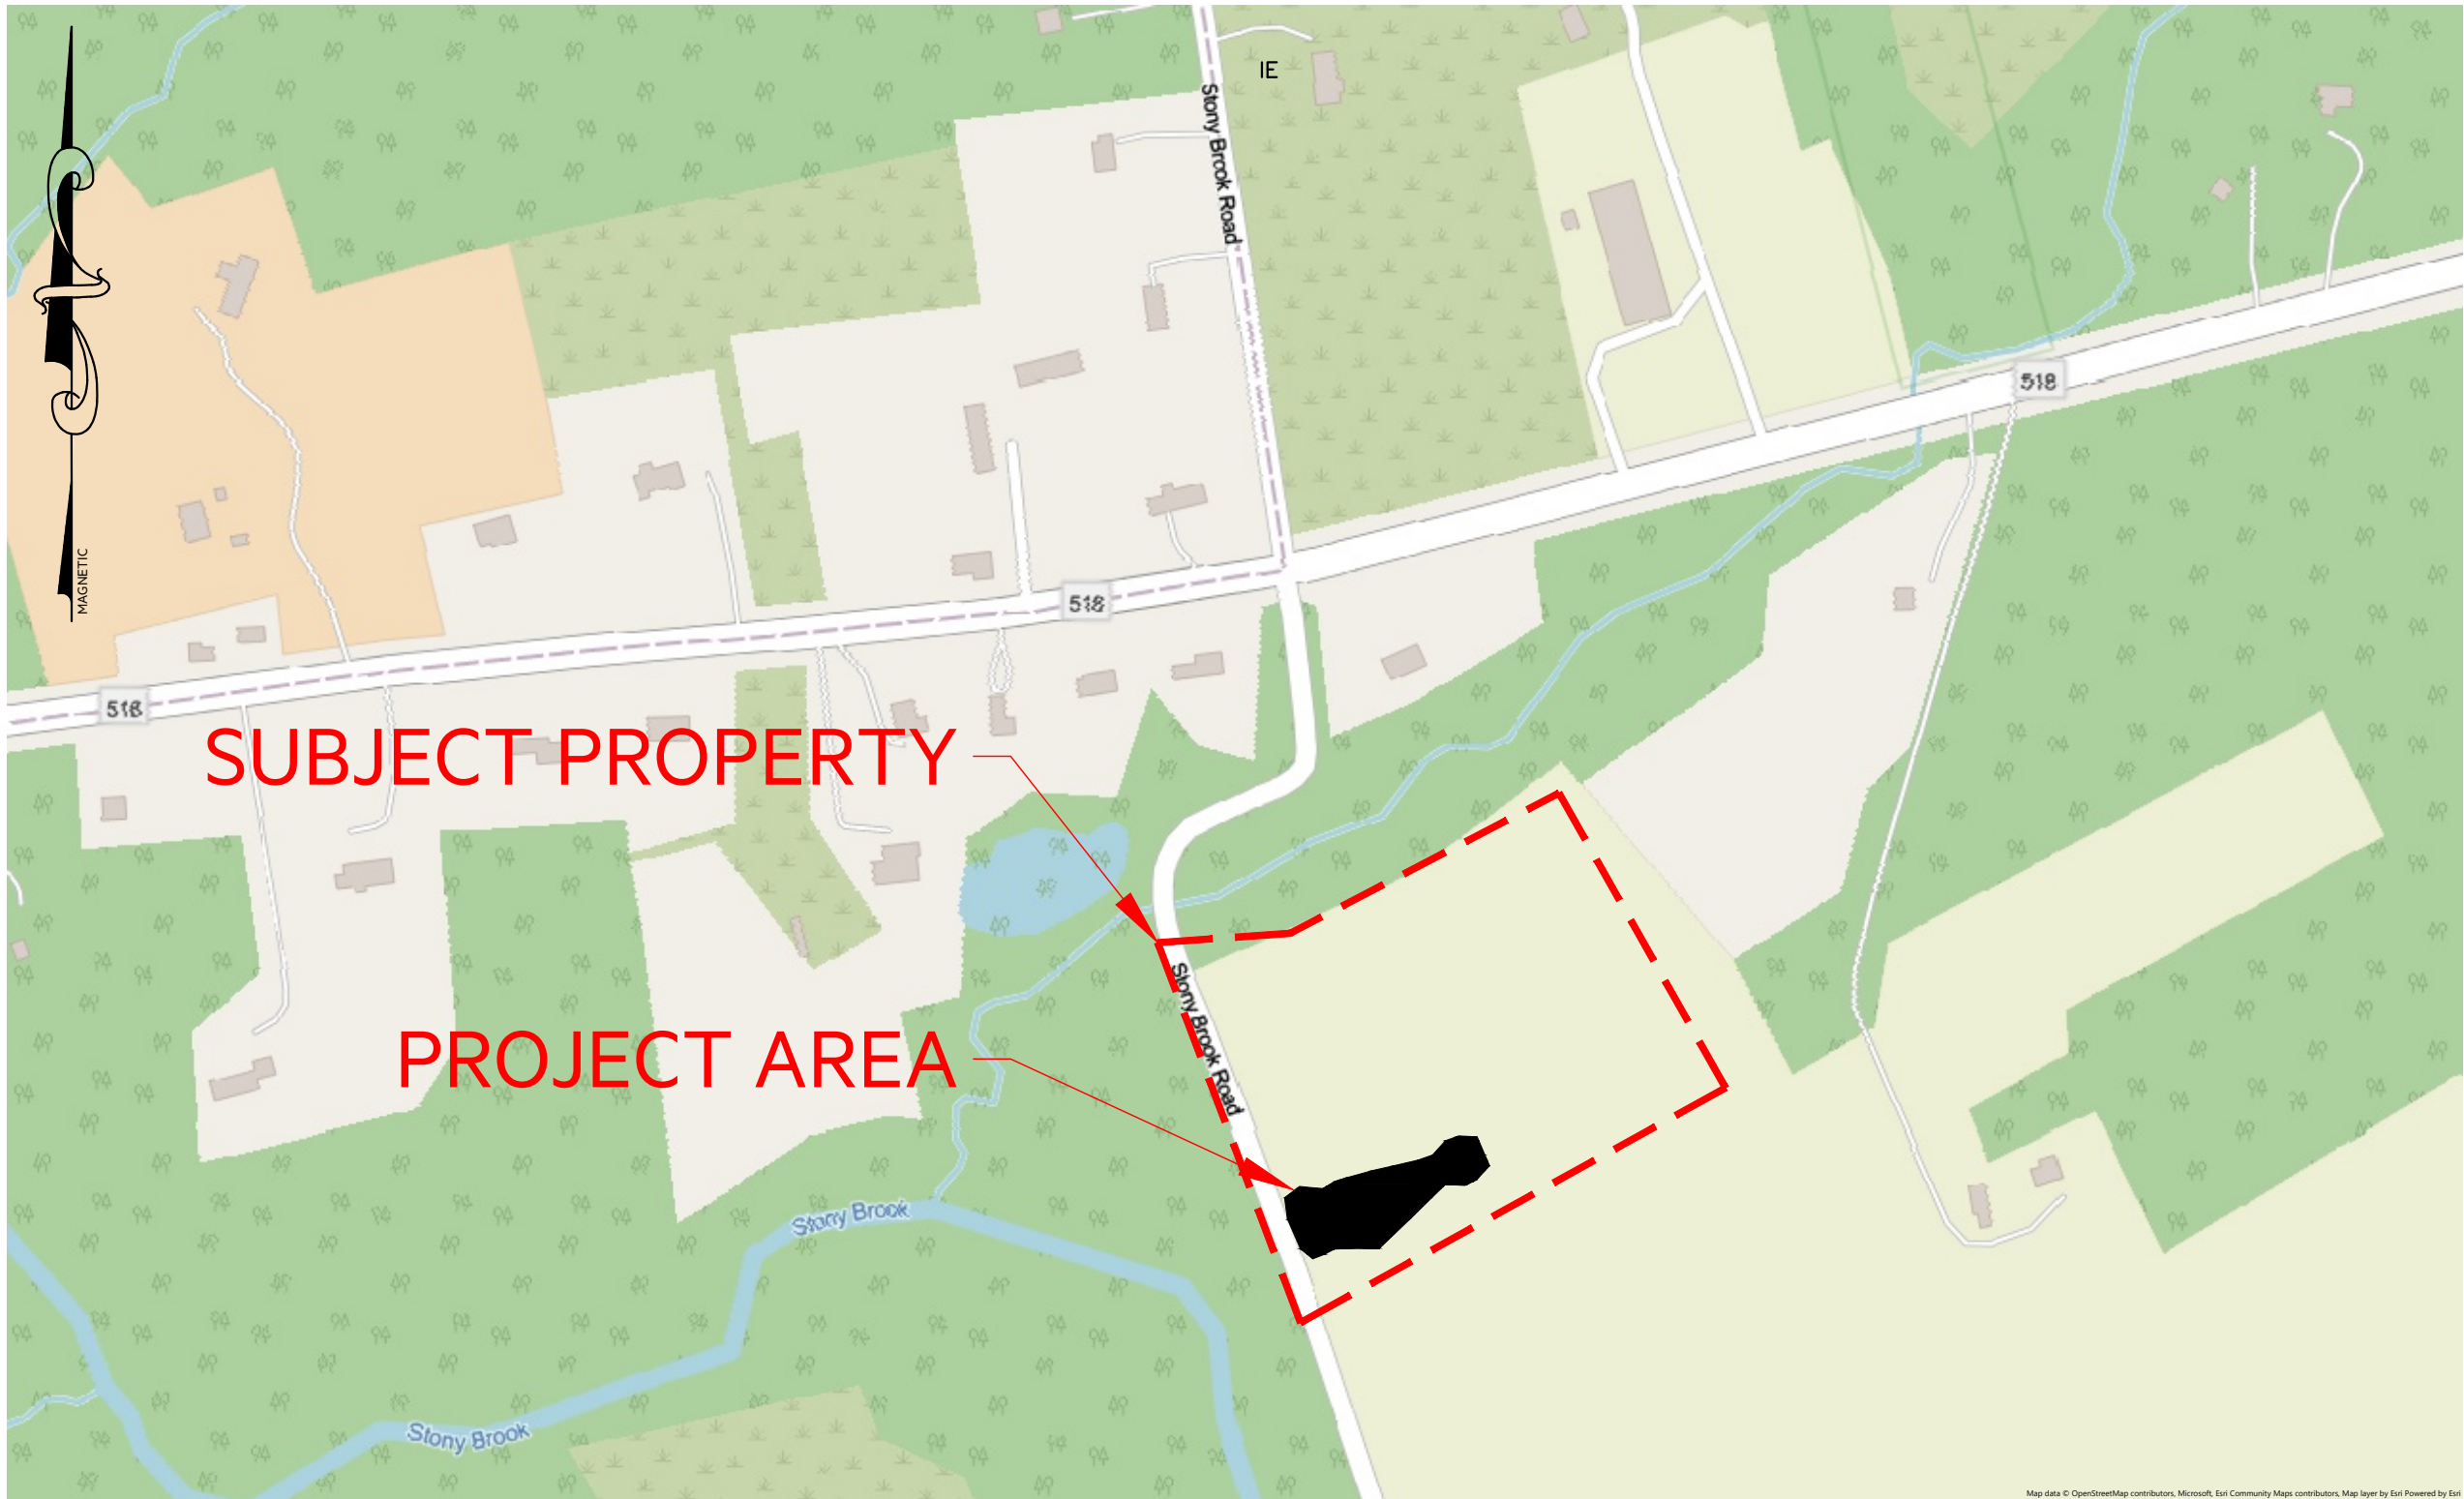 IE
Stony Brook Road
518
518
MAGNETIC
518
SUBJECT PROPERTY
Stony Brook Road
PROJECT AREA
Stony Brook
Stony Brook
Map data © OpenStreetMap contributors, Microsoft, Esri Community Maps contributors, Map layer by Esri Powered by Esri